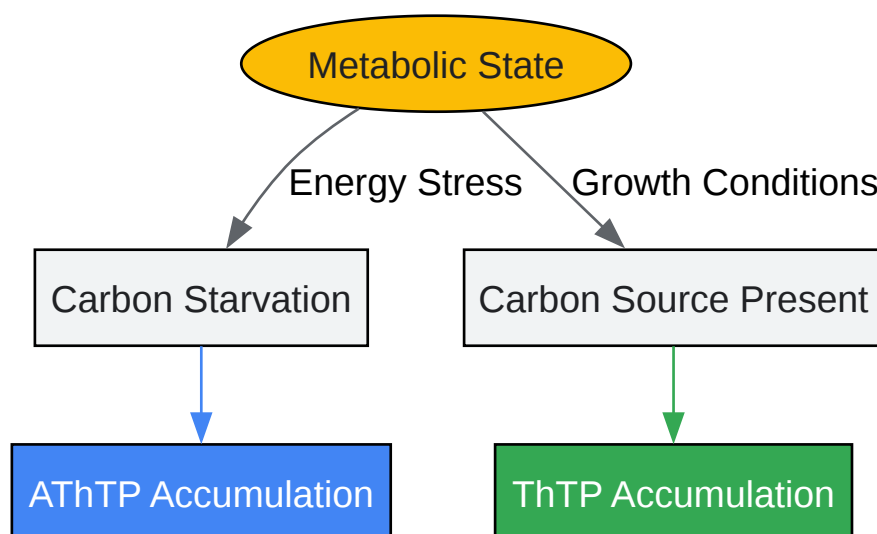 Metabolic State
Energy Stress
Growth Conditions
Carbon Starvation
Carbon Source Present
AThTP Accumulation
ThTP Accumulation